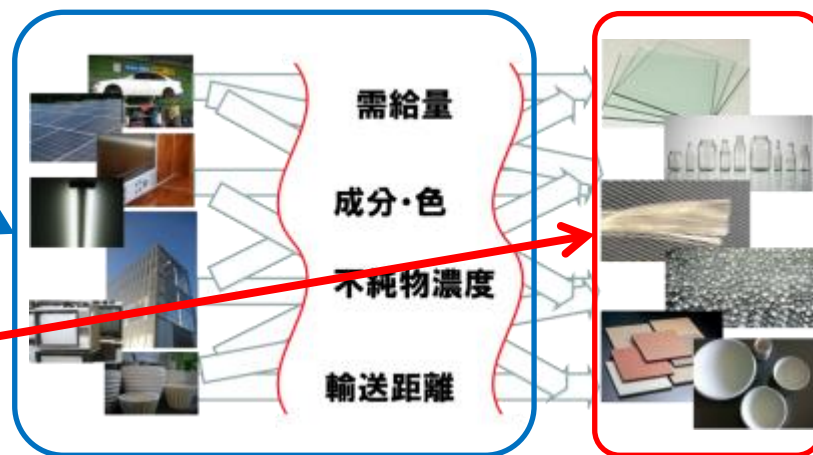 需給量
成分・色
不純物濃度
輸送距離